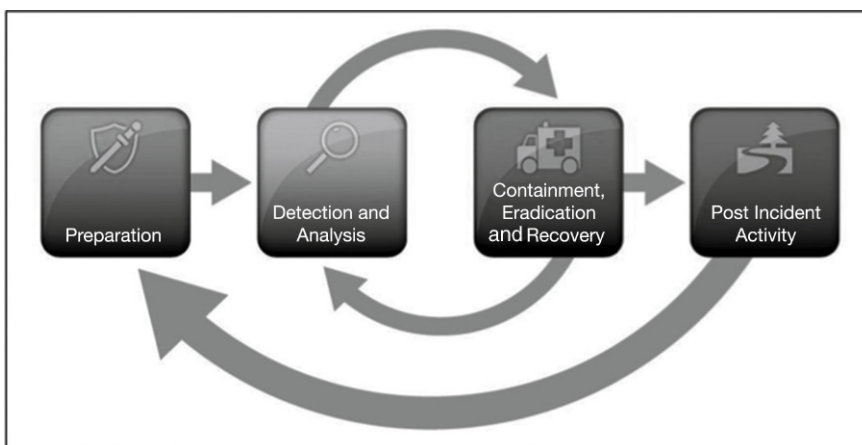 Preparation
Detection and
Analysis
Containment,
Eradication
and Recovery
Post Incident
Activity